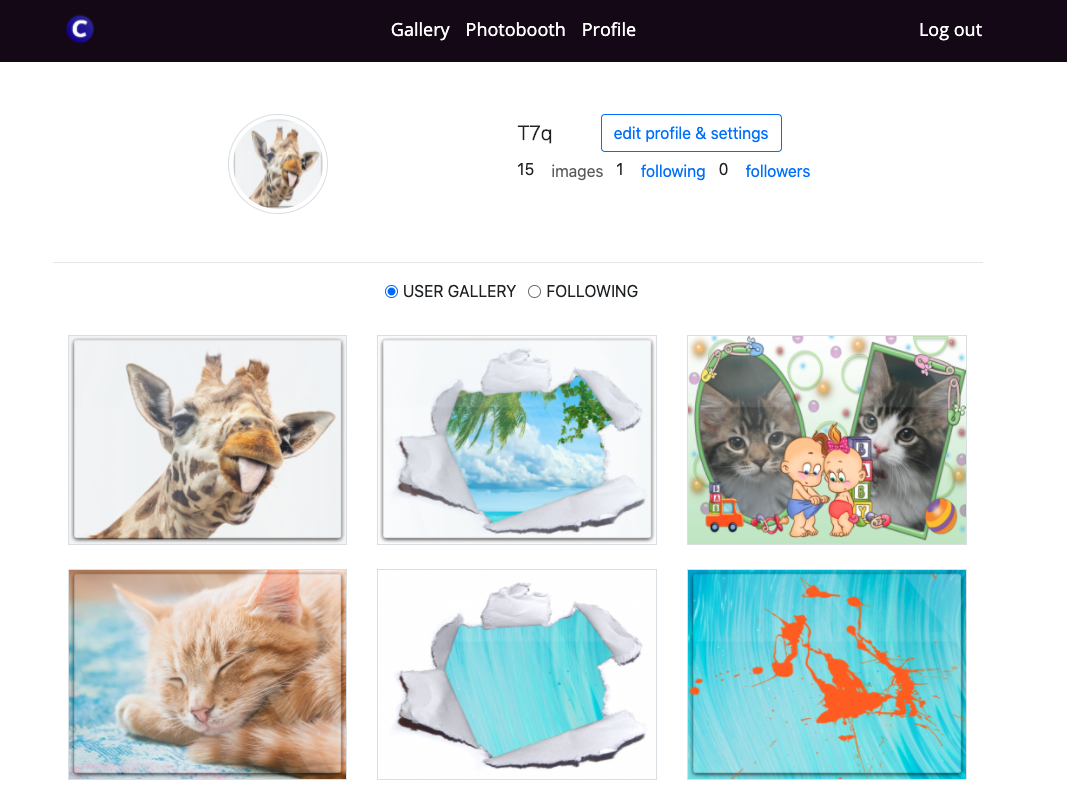 C
Gallery Photobooth Profile
Log out
T7q
edit profile & settings
15 images 1 following 0 followers
USER GALLERY FOLLOWING